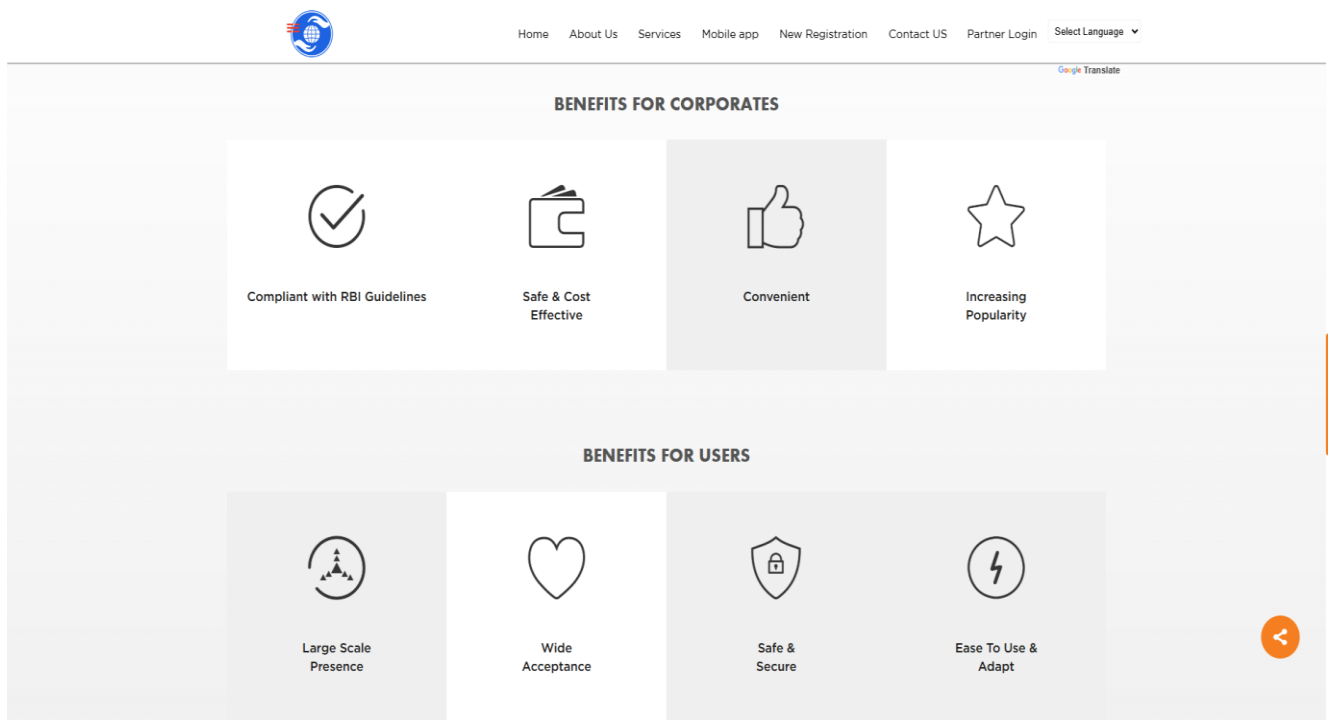 Home About Us Services Mobile app New Registration Contact US Partner Login Select Language
Google Translate
BENEFITS FOR CORPORATES
Compliant with RBI Guidelines
Safe & Cost
Effective
Convenient
Increasing
Popularity
BENEFITS FOR USERS
Large Scale
Presence
Wide
Acceptance
Safe &
Secure
Ease To Use &
Adapt